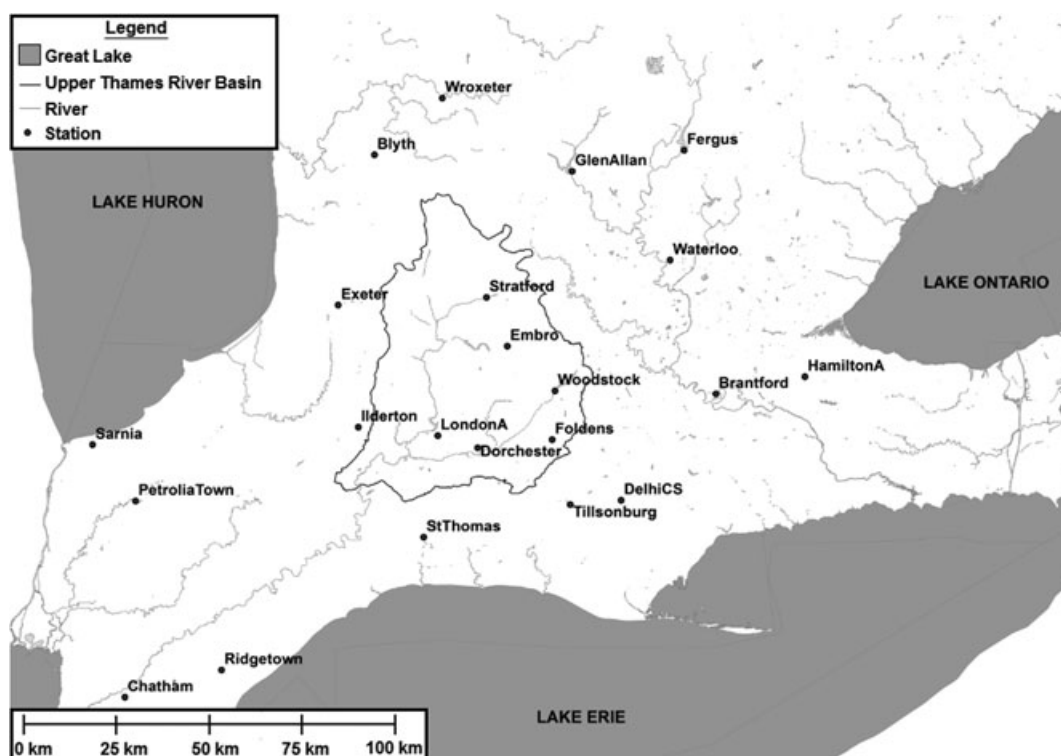 Legend
Great Lake
Upper Thames River Basin
River
Station
Wroxeter
Blyth
Fergus
GlenAllan
LAKE HURON
Waterloo
LAKE ONTARIO
Stratford
Exeter
Embro
HamiltonA
Woodstock
Brantford
Ilderton
LondonA
Foldens
Sarnia
Dorchester
PetroliaTown
DelhiCS
Tillsonburg
StThomas
Ridgetown
Chatham
LAKE ERIE
0 km 25 km 50 km 75 km 100 km